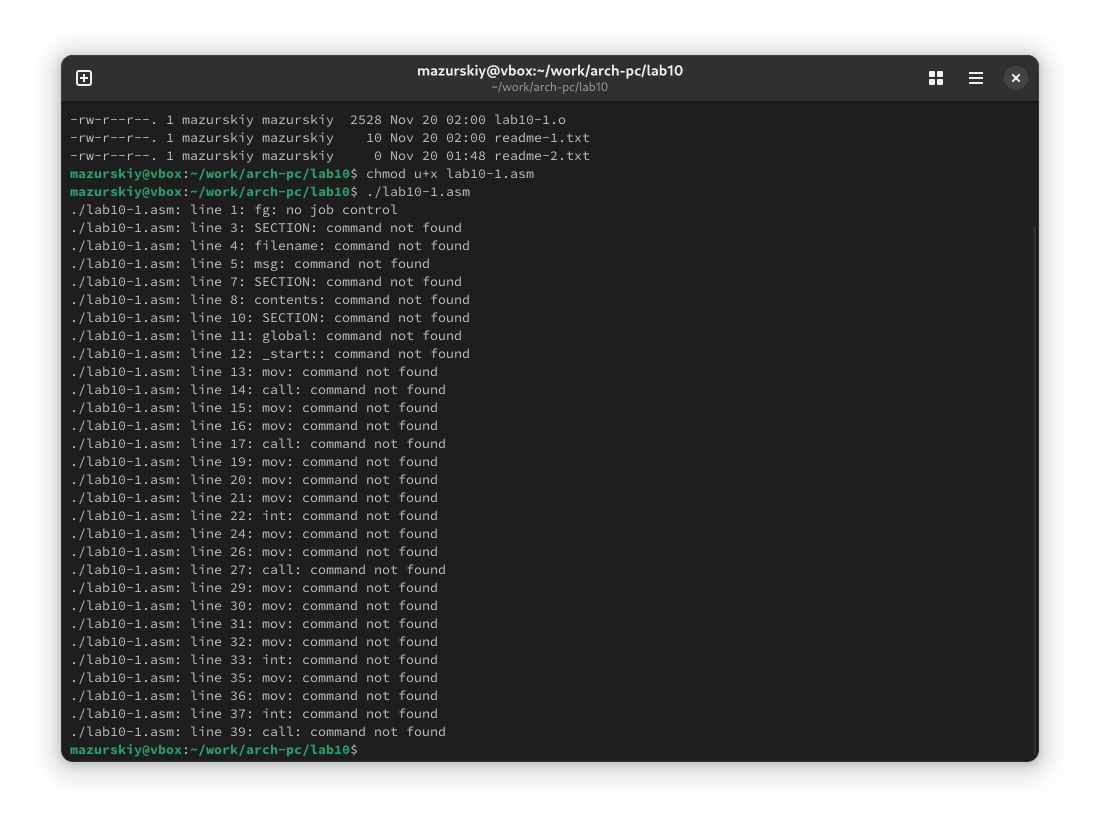 mazurskiy@vbox:~/work/arch-pc/lab10
~/work/arch-pc/lab10
-rw-r--r--. 1 mazurskiy mazurskiy  2528 Nov 20 02:00 lab10-1.o
-rw-r--r--. 1 mazurskiy mazurskiy    10 Nov 20 02:00 readme-1.txt
-rw-r--r--. 1 mazurskiy mazurskiy     0 Nov 20 01:48 readme-2.txt
mazurskiy@vbox:~/work/arch-pc/lab10$ chmod u+x lab10-1.asm
mazurskiy@vbox:~/work/arch-pc/lab10$ ./lab10-1.asm
./lab10-1.asm: line 1: fg: no job control
./lab10-1.asm: line 3: SECTION: command not found
./lab10-1.asm: line 4: filename: command not found
./lab10-1.asm: line 5: msg: command not found
./lab10-1.asm: line 7: SECTION: command not found
./lab10-1.asm: line 8: contents: command not found
./lab10-1.asm: line 10: SECTION: command not found
./lab10-1.asm: line 11: global: command not found
./lab10-1.asm: line 12: _start:: command not found
./lab10-1.asm: line 13: mov: command not found
./lab10-1.asm: line 14: call: command not found
./lab10-1.asm: line 15: mov: command not found
./lab10-1.asm: line 16: mov: command not found
./lab10-1.asm: line 17: call: command not found
./lab10-1.asm: line 19: mov: command not found
./lab10-1.asm: line 20: mov: command not found
./lab10-1.asm: line 21: mov: command not found
./lab10-1.asm: line 22: int: command not found
./lab10-1.asm: line 24: mov: command not found
./lab10-1.asm: line 26: mov: command not found
./lab10-1.asm: line 27: call: command not found
./lab10-1.asm: line 29: mov: command not found
./lab10-1.asm: line 30: mov: command not found
./lab10-1.asm: line 31: mov: command not found
./lab10-1.asm: line 32: mov: command not found
./lab10-1.asm: line 33: int: command not found
./lab10-1.asm: line 35: mov: command not found
./lab10-1.asm: line 36: mov: command not found
./lab10-1.asm: line 37: int: command not found
./lab10-1.asm: line 39: call: command not found
mazurskiy@vbox:~/work/arch-pc/lab10$